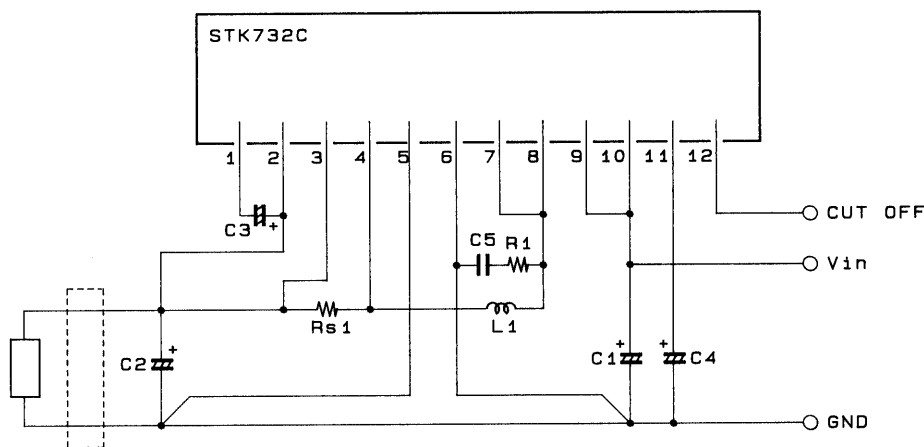 STK732C
1 2 3 4 5 6 7 8 9 10 11 12
CUT OFF
C3 +
C5 R1
Vin
Rs1 L1
C2 + + C1 + C4
GND